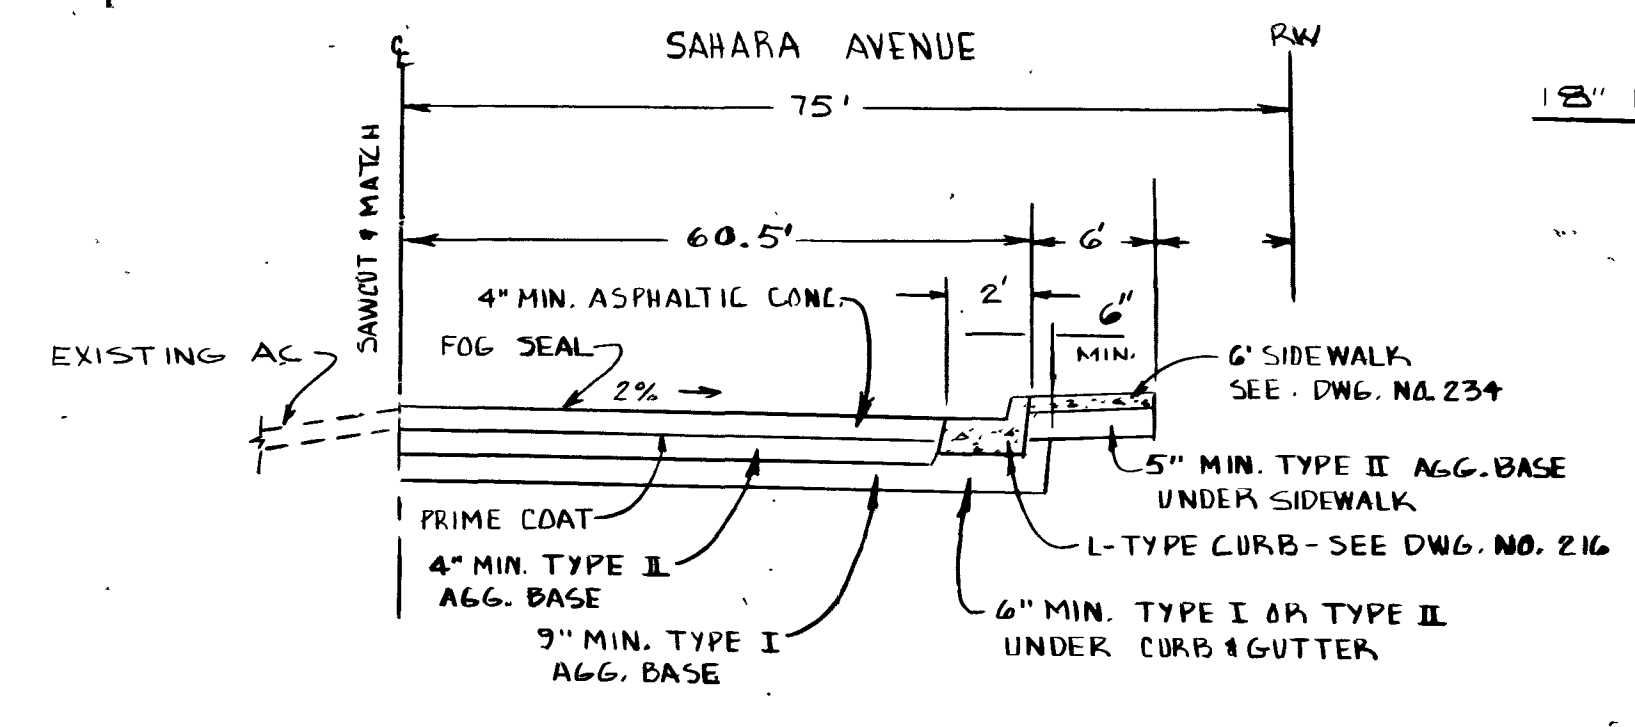 SAHARA AVENUE
℄
RW
75'
18"
SAWCUT & MATCH
60.5'
6'
4" MIN. ASPHALTIC CONC.
2'
6"
MIN.
EXISTING AC
FOG SEAL
2%
6' SIDEWALK
SEE. DWG. NO. 234
5" MIN. TYPE II AGG. BASE
UNDER SIDEWALK
PRIME COAT
L-TYPE CURB - SEE DWG. NO. 216
4" MIN. TYPE II
AGG. BASE
6" MIN. TYPE I OR TYPE II
UNDER CURB & GUTTER
9" MIN. TYPE I
AGG. BASE